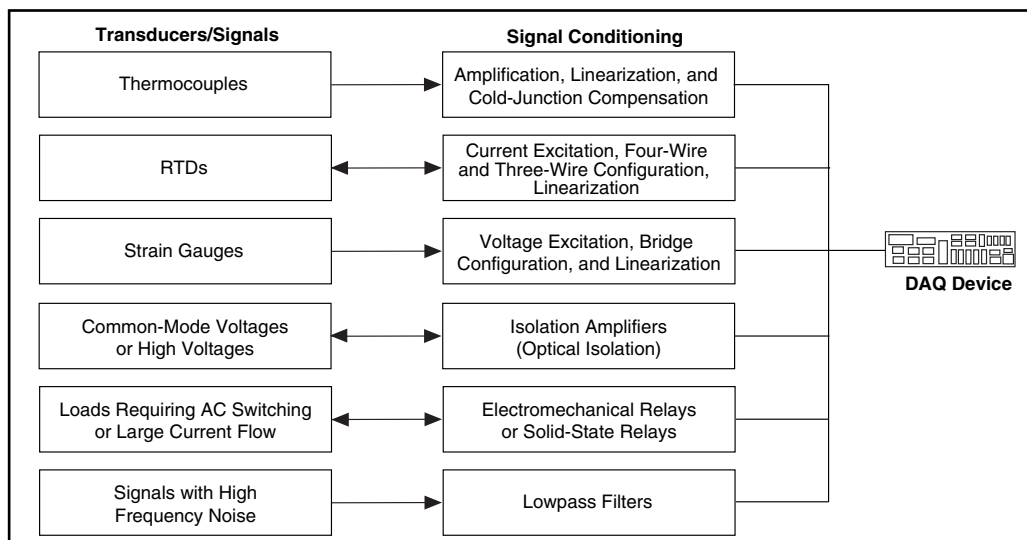 Transducers/Signals
Signal Conditioning
Thermocouples
Amplification, Linearization, and
Cold-Junction Compensation
RTDs
Current Excitation, Four-Wire
and Three-Wire Configuration,
Linearization
Strain Gauges
Voltage Excitation, Bridge
Configuration, and Linearization
DAQ Device
Common-Mode Voltages
or High Voltages
Isolation Amplifiers
(Optical Isolation)
Loads Requiring AC Switching
or Large Current Flow
Electromechanical Relays
or Solid-State Relays
Signals with High
Frequency Noise
Lowpass Filters